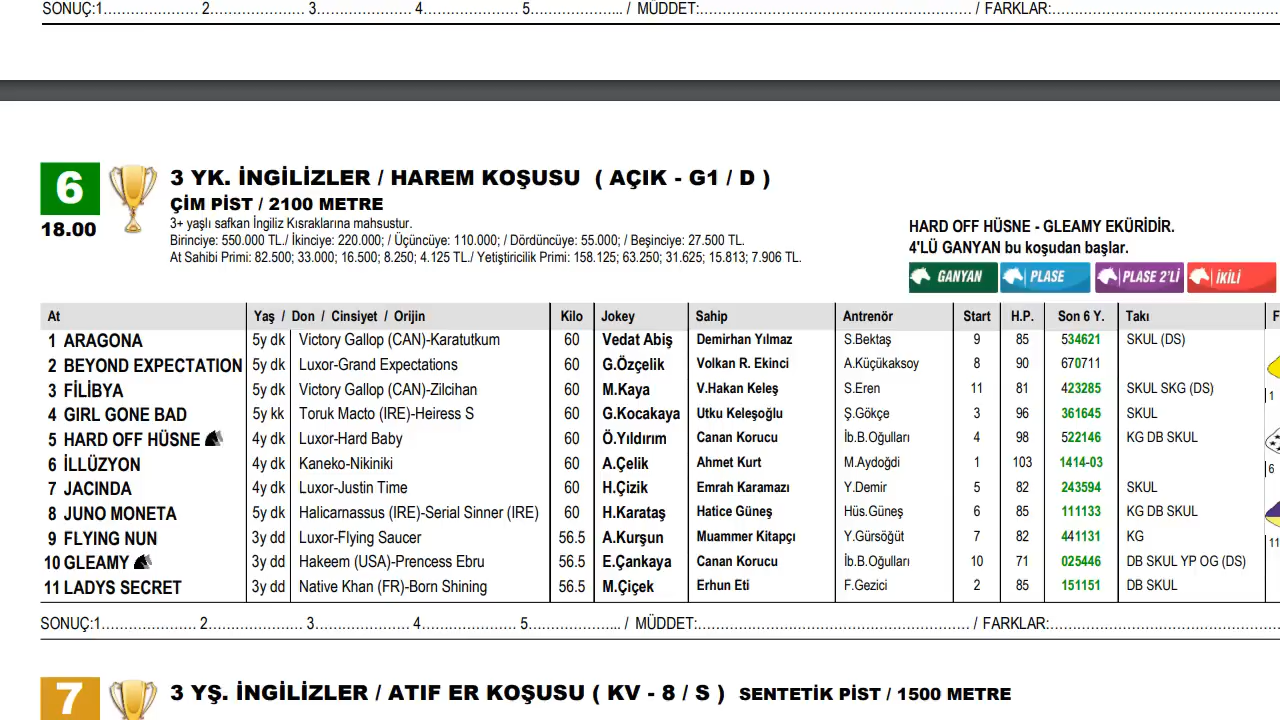 SONUÇ:1..................... 2..................... 3..................... 4..................... 5..................... / MÜDDET:............................................................. / FARKLAR:...................................................
6
18.00
3 YK. İNGİLİZLER / HAREM KOŞUSU ( AÇIK - G1 / D )
ÇİM PİST / 2100 METRE
3+ yaşlı safkan İngiliz Kısraklarına mahsustur.
Birinciye: 550.000 TL./ İkinciye: 220.000; / Üçüncüye: 110.000; / Dördüncüye: 55.000; / Beşinciye: 27.500 TL.
At Sahibi Primi: 82.500; 33.000; 16.500; 8.250; 4.125 TL./ Yetiştiricilik Primi: 158.125; 63.250; 31.625; 15.813; 7.906 TL.
HARD OFF HÜSNE - GLEAMY EKÜRİDİR.
4'LÜ GANYAN bu koşudan başlar.
GANYAN PLASE PLASE 2'Lİ İKİLİ
At Yaş / Don / Cinsiyet / Orijin Kilo Jokey Sahip Antrenör Start H.P. Son 6 Y. Takı F
1 ARAGONA 5y dk Victory Gallop (CAN)-Karatutkum 60 Vedat Abiş Demirhan Yılmaz S.Bektaş 9 85 534621 SKUL (DS)
2 BEYOND EXPECTATION 5y dk Luxor-Grand Expectations 60 G.Özçelik Volkan R. Ekinci A.Küçükaksoy 8 90 670711
3 FİLİBYA 5y dk Victory Gallop (CAN)-Zilcihan 60 M.Kaya V.Hakan Keleş S.Eren 11 81 423285 SKUL SKG (DS) 1
4 GIRL GONE BAD 5y kk Toruk Macto (IRE)-Heiress S 60 G.Kocakaya Utku Keleşoğlu Ş.Gökçe 3 96 361645 SKUL
5 HARD OFF HÜSNE 4y dk Luxor-Hard Baby 60 Ö.Yıldırım Canan Korucu İb.B.Oğulları 4 98 522146 KG DB SKUL
6 İLLÜZYON 4y dk Kaneko-Nikiniki 60 A.Çelik Ahmet Kurt M.Aydoğdi 1 103 1414-03 6
7 JACINDA 4y dk Luxor-Justin Time 60 H.Çizik Emrah Karamazı Y.Demir 5 82 243594 SKUL
8 JUNO MONETA 5y dk Halicarnassus (IRE)-Serial Sinner (IRE) 60 H.Karataş Hatice Güneş Hüs.Güneş 6 85 111133 KG DB SKUL
9 FLYING NUN 3y dd Luxor-Flying Saucer 56.5 A.Kurşun Muammer Kitapçı Y.Gürsöğüt 7 82 441131 KG 11
10 GLEAMY 3y dd Hakeem (USA)-Prencess Ebru 56.5 E.Çankaya Canan Korucu İb.B.Oğulları 10 71 025446 DB SKUL YP OG (DS)
11 LADYS SECRET 3y dd Native Khan (FR)-Born Shining 56.5 M.Çiçek Erhun Eti F.Gezici 2 85 151151 DB SKUL
SONUÇ:1..................... 2..................... 3..................... 4..................... 5..................... / MÜDDET:............................................................. / FARKLAR:...................................................
7
3 YŞ. İNGİLİZLER / ATIF ER KOŞUSU ( KV - 8 / S ) SENTETİK PİST / 1500 METRE